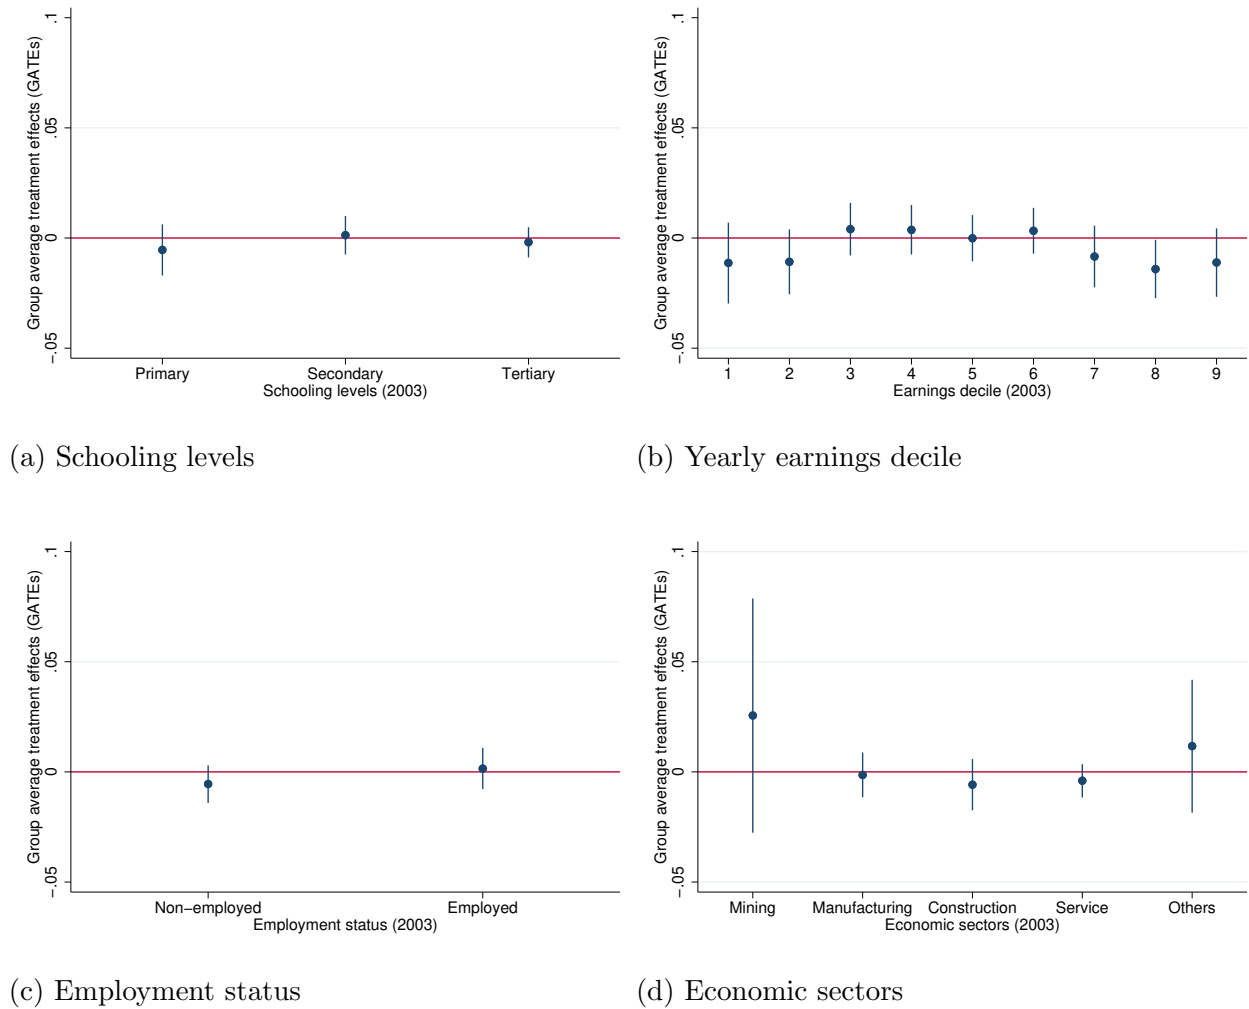 Group average treatment effects (GATEs)
.1
.05
0
−.05
Primary
Secondary
Tertiary
Schooling levels (2003)
(a) Schooling levels
Group average treatment effects (GATEs)
.1
.05
0
−.05
1 2 3 4 5 6 7 8 9
Earnings decile (2003)
(b) Yearly earnings decile
Group average treatment effects (GATEs)
.1
.05
0
−.05
Non−employed
Employed
Employment status (2003)
(c) Employment status
Group average treatment effects (GATEs)
.1
.05
0
−.05
Mining
Manufacturing
Construction
Service
Others
Economic sectors (2003)
(d) Economic sectors